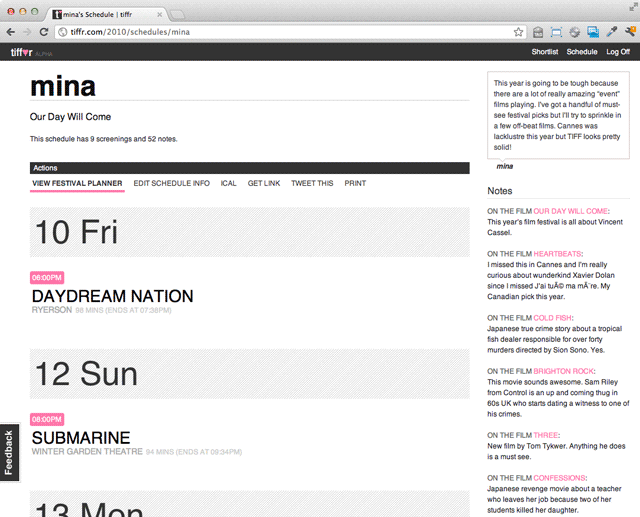 mina's Schedule | tiffr
tiffr.com/2010/schedules/mina
tiff♥r ALPHA
Shortlist Schedule Log Off
mina
Our Day Will Come
This schedule has 9 screenings and 52 notes.
Actions
VIEW FESTIVAL PLANNER EDIT SCHEDULE INFO ICAL GET LINK TWEET THIS PRINT
10 Fri
06:00PM
DAYDREAM NATION
RYERSON 98 MINS (ENDS AT 07:38PM)
12 Sun
08:00PM
SUBMARINE
WINTER GARDEN THEATRE 94 MINS (ENDS AT 09:34PM)
13 Mon
Feedback
This year is going to be tough because
there are a lot of really amazing "event"
films playing. I've got a handful of must-
see festival picks but I'll try to sprinkle in
a few off-beat films. Cannes was
lacklustre this year but TIFF looks pretty
solid!
mina
Notes
ON THE FILM OUR DAY WILL COME:
This year's film festival is all about Vincent
Cassel.
ON THE FILM HEARTBEATS:
I missed this in Cannes and I'm really
curious about wunderkind Xavier Dolan
since I missed J'ai tuÃ© ma mÃ¨re. My
Canadian pick this year.
ON THE FILM COLD FISH:
Japanese true crime story about a tropical
fish dealer responsible for over forty
murders directed by Sion Sono. Yes.
ON THE FILM BRIGHTON ROCK:
This movie sounds awesome. Sam Riley
from Control is an up and coming thug in
60s UK who starts dating a witness to one of
his crimes.
ON THE FILM THREE:
New film by Tom Tykwer. Anything he does
is a must see.
ON THE FILM CONFESSIONS:
Japanese revenge movie about a teacher
who leaves her job because two of her
students killed her daughter.